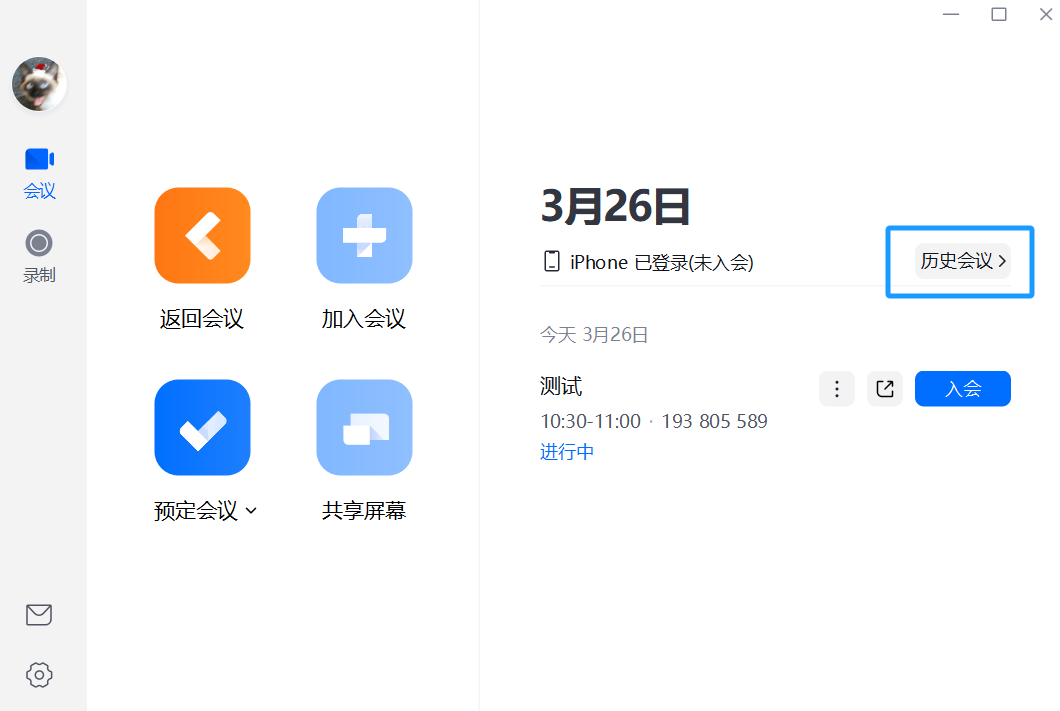 会议
录制
返回会议
加入会议
预定会议
共享屏幕
3月26日
iPhone 已登录(未入会)
历史会议
今天 3月26日
测试
10:30-11:00 · 193 805 589
进行中
入会